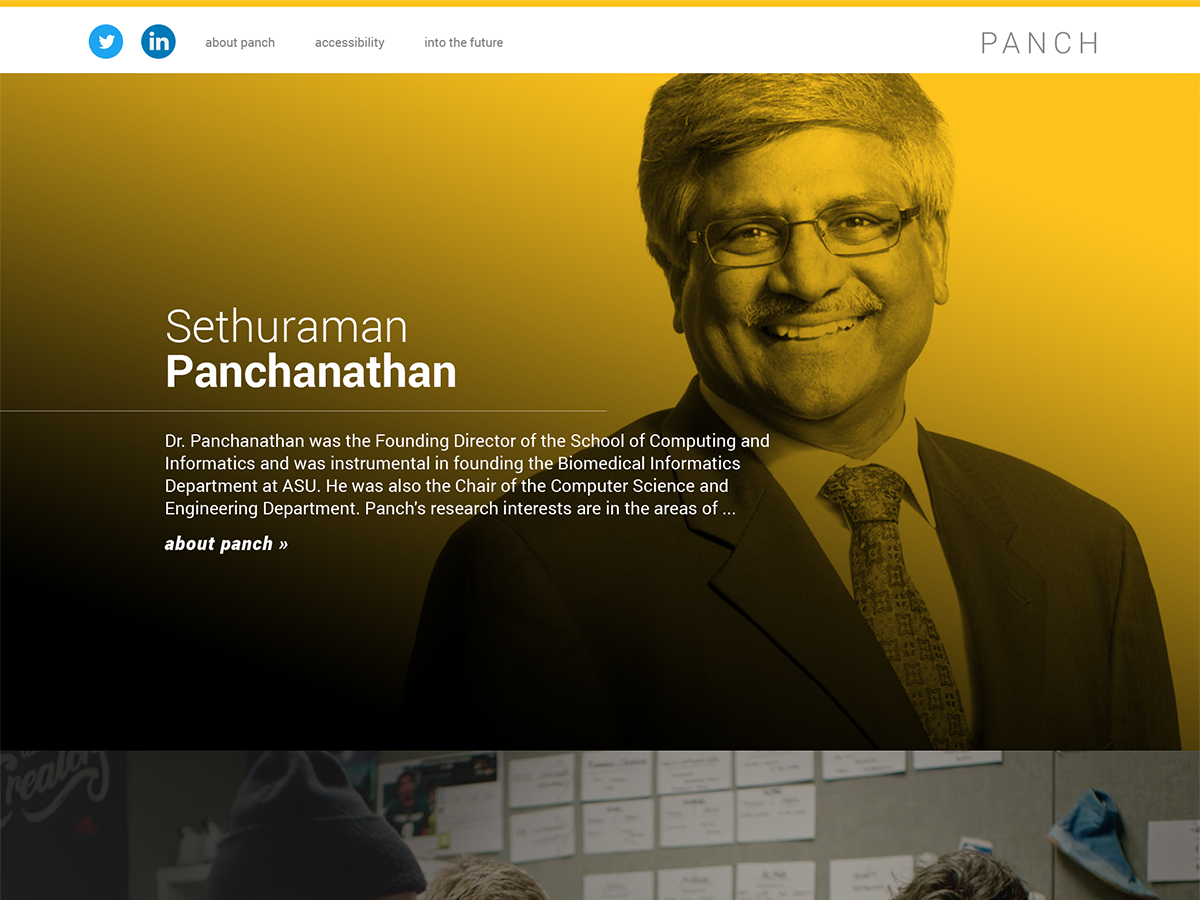 in
about panch
accessibility
into the future
PANCH
Sethuraman
Panchanathan
Dr. Panchanathan was the Founding Director of the School of Computing and
Informatics and was instrumental in founding the Biomedical Informatics
Department at ASU. He was also the Chair of the Computer Science and
Engineering Department. Panch's research interests are in the areas of ...
about panch »